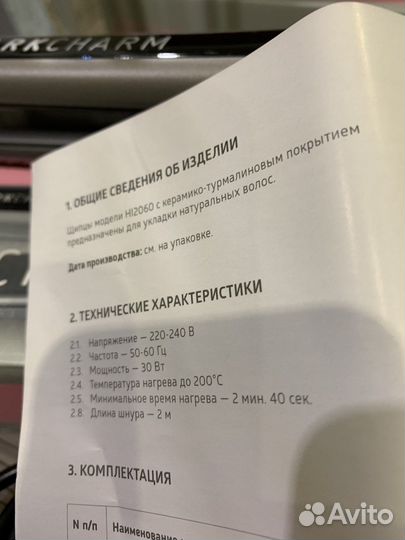 RKCHARM
1. ОБЩИЕ СВЕДЕНИЯ ОБ ИЗДЕЛИИ
Щипцы модели HI2060 с керамико-турмалиновым покрытием
предназначены для укладки натуральных волос.
Дата производства: см. на упаковке.
2. ТЕХНИЧЕСКИЕ ХАРАКТЕРИСТИКИ
2.1. Напряжение — 220-240 В
2.2. Частота — 50-60 Гц
2.3. Мощность — 30 Вт
2.4. Температура нагрева до 200°С
2.5. Минимальное время нагрева — 2 мин. 40 сек.
2.8. Длина шнура — 2 м
3. КОМПЛЕКТАЦИЯ
N п/п Наименование
Avito